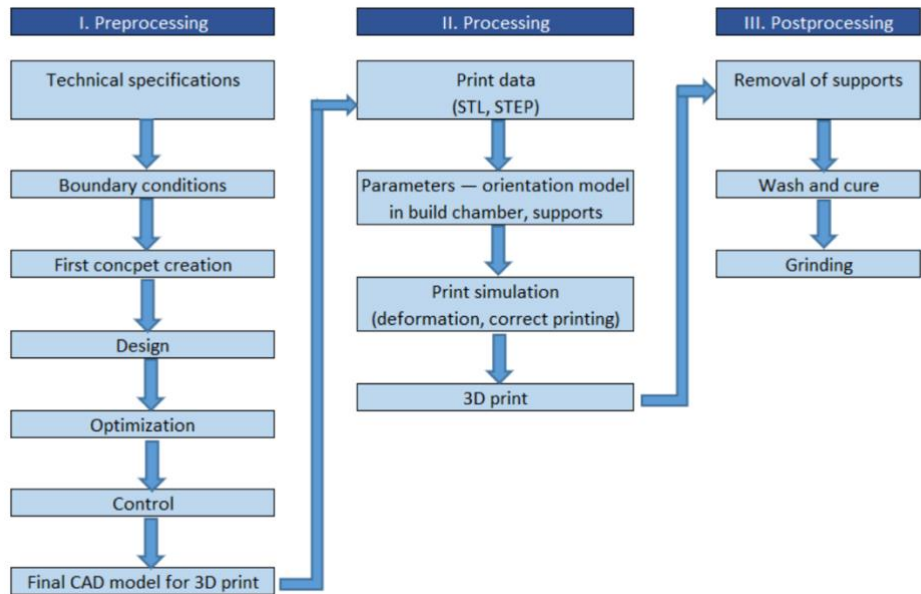 I. Preprocessing
Technical specifications
Boundary conditions
First concpet creation
Design
Optimization
Control
Final CAD model for 3D print
II. Processing
Print data
(STL, STEP)
Parameters — orientation model
in build chamber, supports
Print simulation
(deformation, correct printing)
3D print
III. Postprocessing
Removal of supports
Wash and cure
Grinding